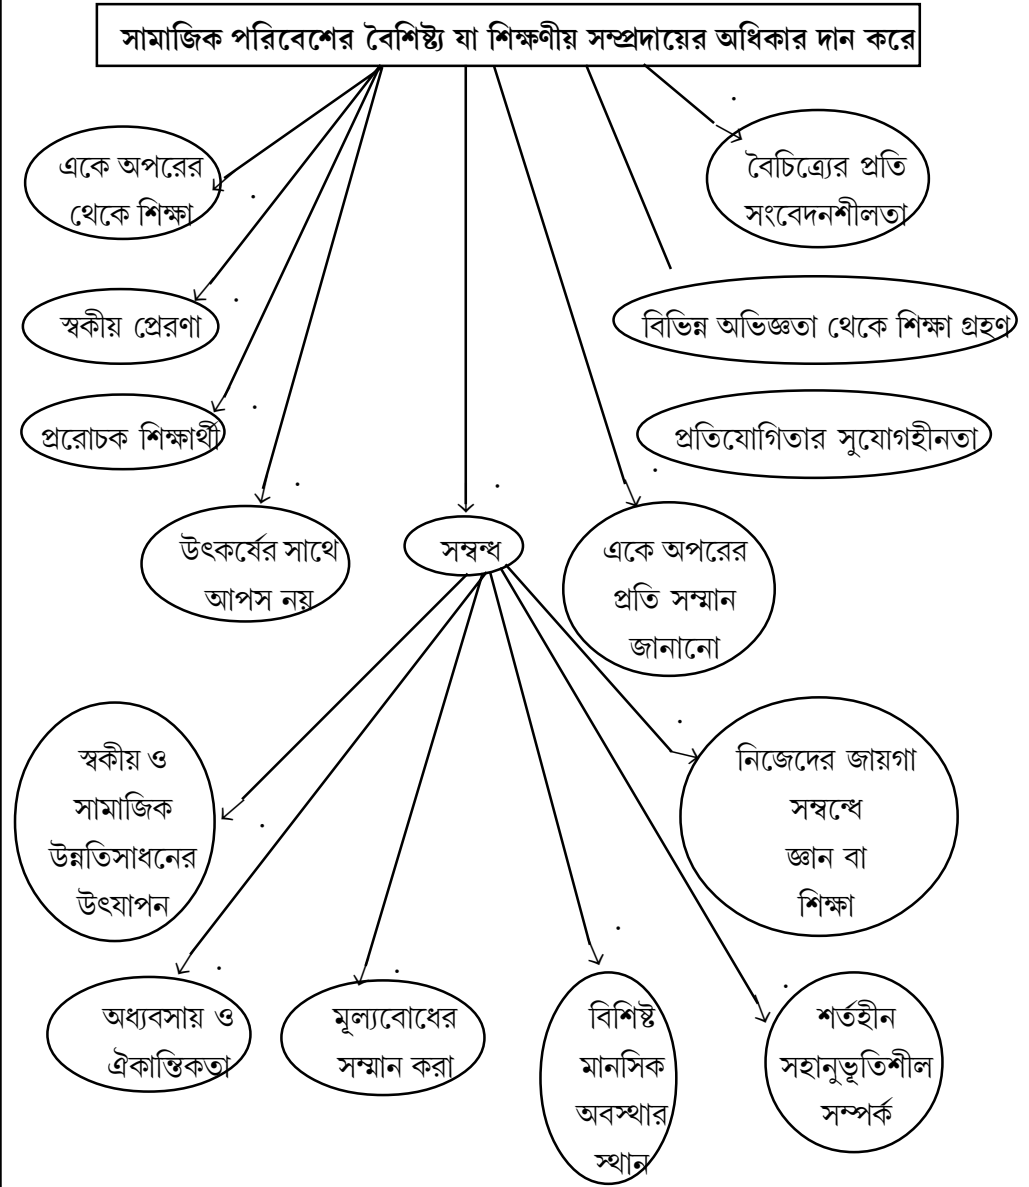 সামাজিক পরিবেশের বৈশিষ্ট্য যা শিক্ষণীয় সম্প্রদায়ের অধিকার দান করে
একে অপরের
থেকে শিক্ষা
বৈচিত্র্যের প্রতি
সংবেদনশীলতা
স্বকীয় প্রেরণা
বিভিন্ন অভিজ্ঞতা থেকে শিক্ষা গ্রহণ
প্ররোচক শিক্ষার্থী
প্রতিযোগিতার সুযোগহীনতা
উৎকর্ষের সাথে
আপস নয়
সম্বন্ধ
একে অপরের
প্রতি সম্মান
জানানো
স্বকীয় ও
সামাজিক
উন্নতিসাধনের
উৎযাপন
নিজেদের জায়গা
সম্বন্ধে
জ্ঞান বা
শিক্ষা
অধ্যবসায় ও
ঐকান্তিকতা
মূল্যবোধের
সম্মান করা
বিশিষ্ট
মানসিক
অবস্থার
স্থান
শর্তহীন
সহানুভূতিশীল
সম্পর্ক